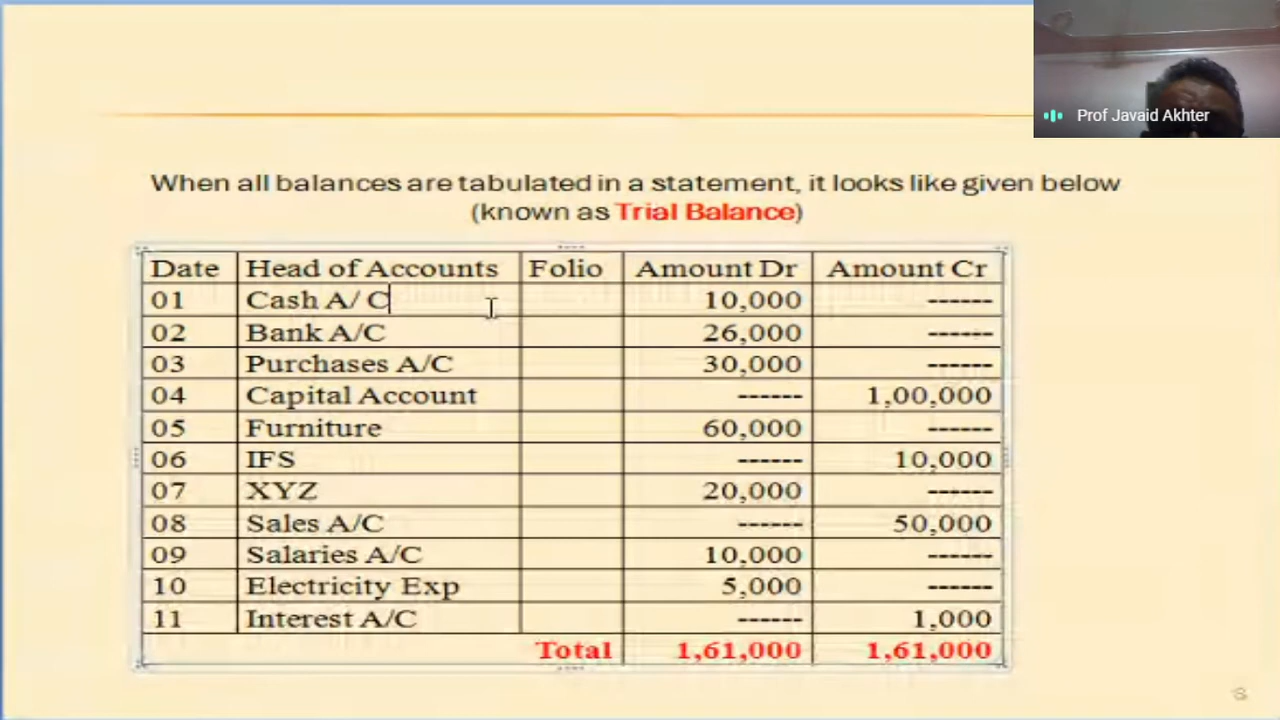 Prof Javaid Akhter
When all balances are tabulated in a statement, it looks like given below
(known as Trial Balance)
Date Head of Accounts Folio Amount Dr Amount Cr
01 Cash A/ C 10,000 ------
02 Bank A/C 26,000 ------
03 Purchases A/C 30,000 ------
04 Capital Account ------ 1,00,000
05 Furniture 60,000 ------
06 IFS ------ 10,000
07 XYZ 20,000 ------
08 Sales A/C ------ 50,000
09 Salaries A/C 10,000 ------
10 Electricity Exp 5,000 ------
11 Interest A/C ------ 1,000
Total 1,61,000 1,61,000